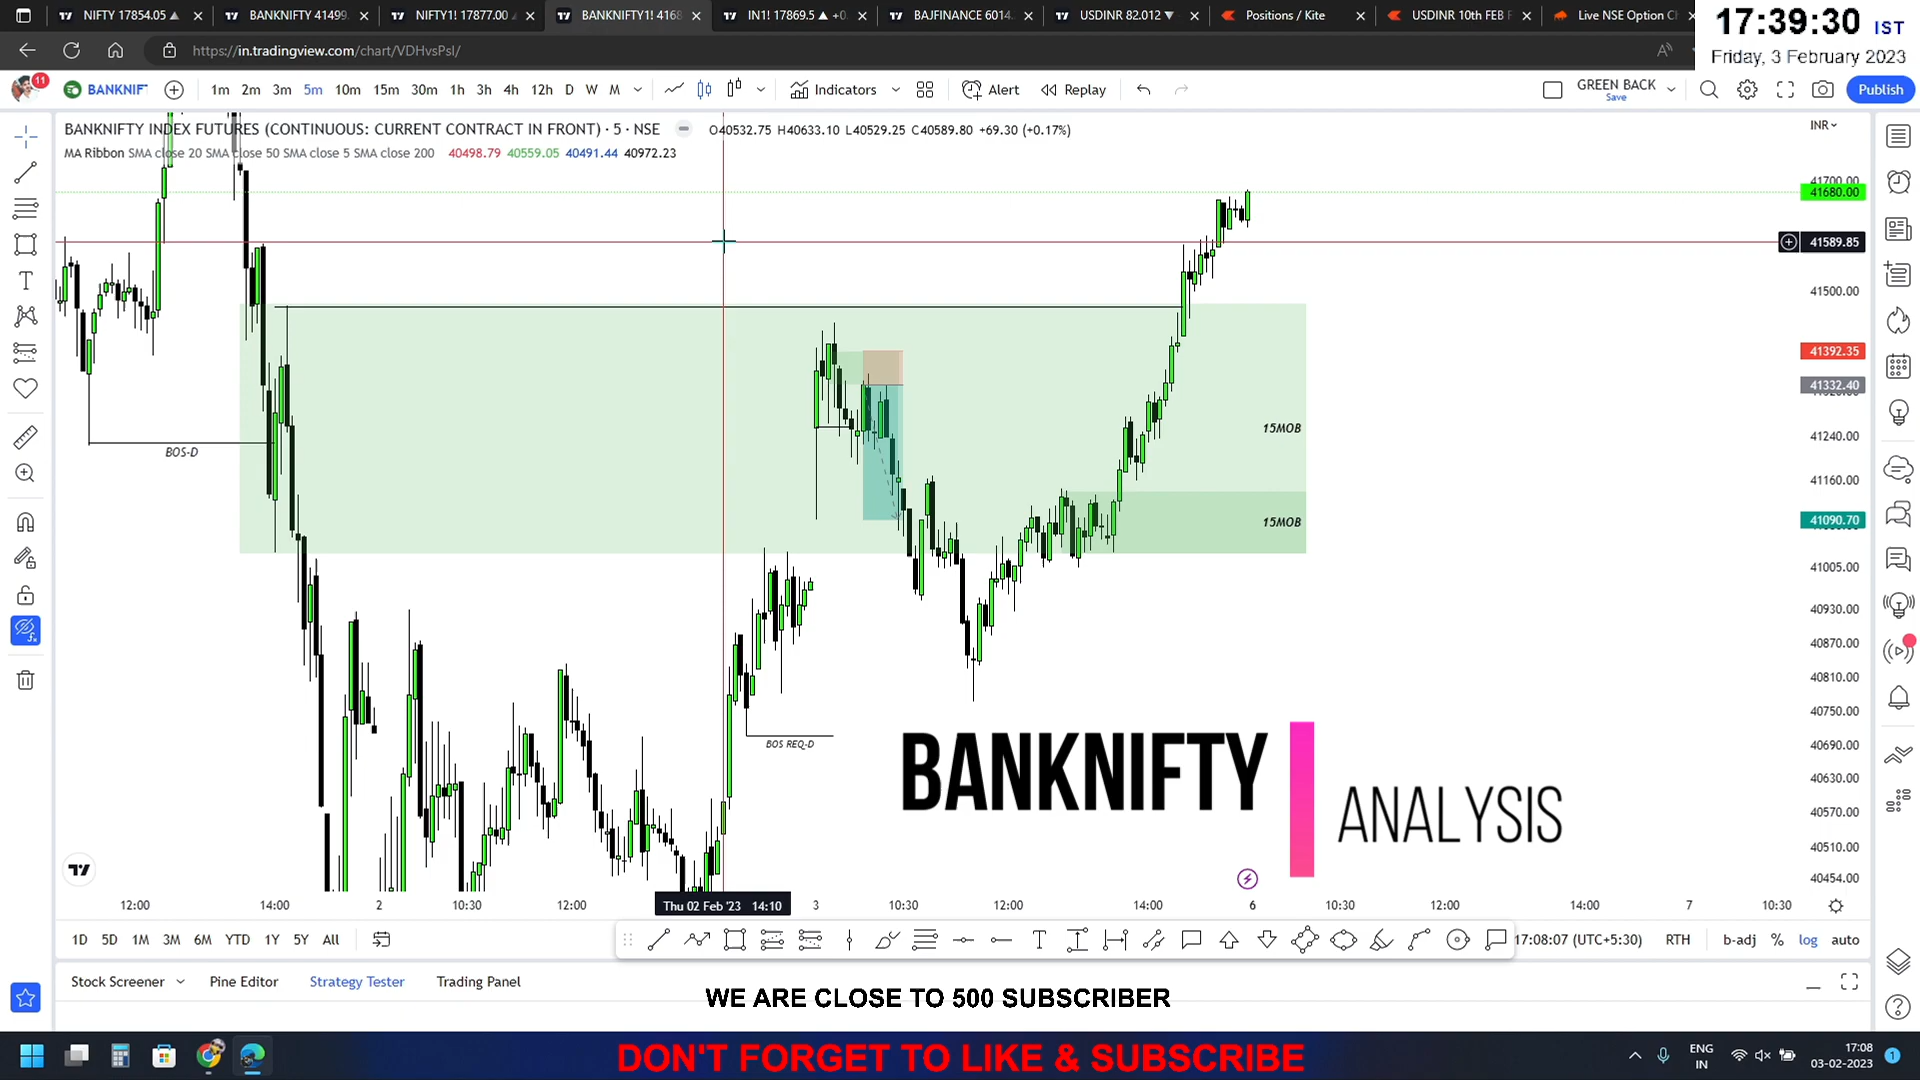 NIFTY 17854.05
BANKNIFTY 41499.
NIFTY1! 17877.00
BANKNIFTY1! 4168
IN1! 17869.5 ▲ +0.
BAJFINANCE 6014.
USDINR 82.012 ▼
Positions / Kite
USDINR 10th FEB F
Live NSE Option C
17:39:30 IST
Friday, 3 February 2023
https://in.tradingview.com/chart/VDHvsPsl/
11
BANKNIF
1m 2m 3m 5m 10m 15m 30m 1h 3h 4h 12h D W M
Indicators
Alert
Replay
GREEN BACK
Save
Publish
BANKNIFTY INDEX FUTURES (CONTINUOUS: CURRENT CONTRACT IN FRONT) · 5 · NSE O40532.75 H40633.10 L40529.25 C40589.80 +69.30 (+0.17%)
INR
MA Ribbon SMA close 20 SMA close 50 SMA close 5 SMA close 200 40498.79 40559.05 40491.44 40972.23
41700.00
41680.00
41589.85
41500.00
41392.35
41332.40
15MOB
41240.00
BOS-D
41160.00
15MOB
41090.70
41005.00
40930.00
40870.00
40810.00
40750.00
BOS REQ-D
40690.00
40630.00
40570.00
40510.00
40454.00
BANKNIFTY
ANALYSIS
12:00 14:00 2 10:30 12:00 Thu 02 Feb '23 14:10 3 10:30 12:00 14:00 6 10:30 12:00 14:00 7 10:30
1D 5D 1M 3M 6M YTD 1Y 5Y All
17:08:07 (UTC+5:30) RTH b-adj % log auto
Stock Screener Pine Editor Strategy Tester Trading Panel
WE ARE CLOSE TO 500 SUBSCRIBER
DON'T FORGET TO LIKE & SUBSCRIBE
ENG
IN
17:08
03-02-2023
1